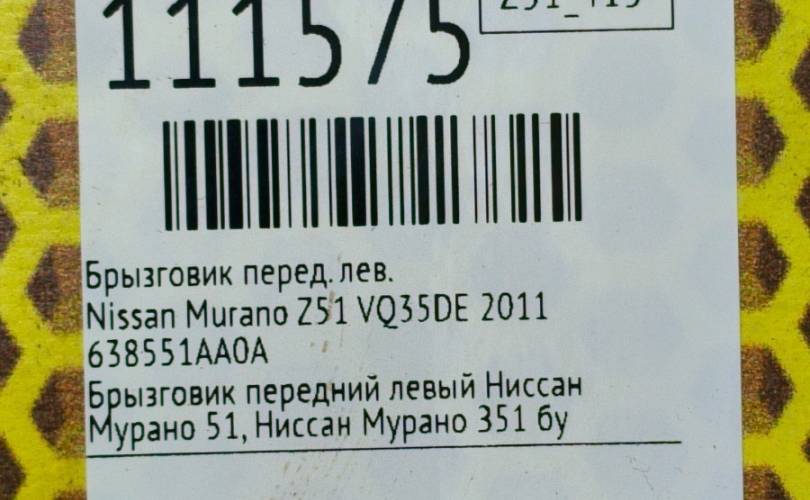 111575
Брызговик перед. лев.
Nissan Murano Z51 VQ35DE 2011
638551AA0A
Брызговик передний левый Ниссан
Мурано 51, Ниссан Мурано З51 бу